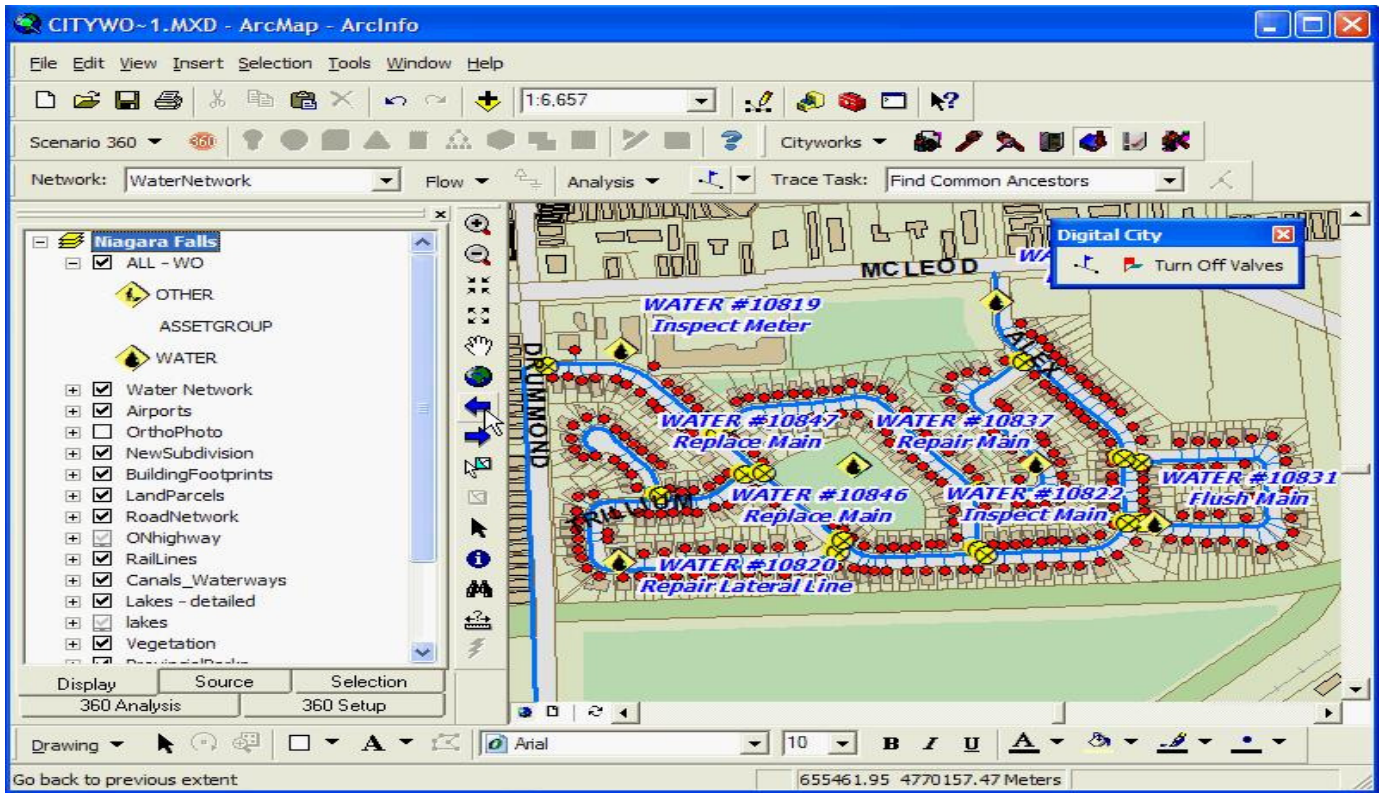 CITYWO~1.MXD - ArcMap - ArcInfo
File Edit View Insert Selection Tools Window Help
1:6,657
Scenario 360 360 Cityworks
Network: WaterNetwork Flow Analysis Trace Task: Find Common Ancestors
Niagara Falls
ALL - WO
OTHER
ASSETGROUP
WATER
Water Network
Airports
OrthoPhoto
NewSubdivision
BuildingFootprints
LandParcels
RoadNetwork
ONhighway
RailLines
Canals_Waterways
Lakes - detailed
lakes
Vegetation
Display Source Selection
360 Analysis 360 Setup
Digital City
Turn Off Valves
MC LEOD
WATER #10819
Inspect Meter
DRUMMOND
ALEX
WATER #10847
Replace Main
WATER #10837
Repair Main
WATER #10831
Flush Main
WATER #10846
Replace Main
WATER #10822
Inspect Main
TRILLIUM
WATER #10820
Repair Lateral Line
Drawing A Arial 10 B I U A
Go back to previous extent 655461.95 4770157.47 Meters